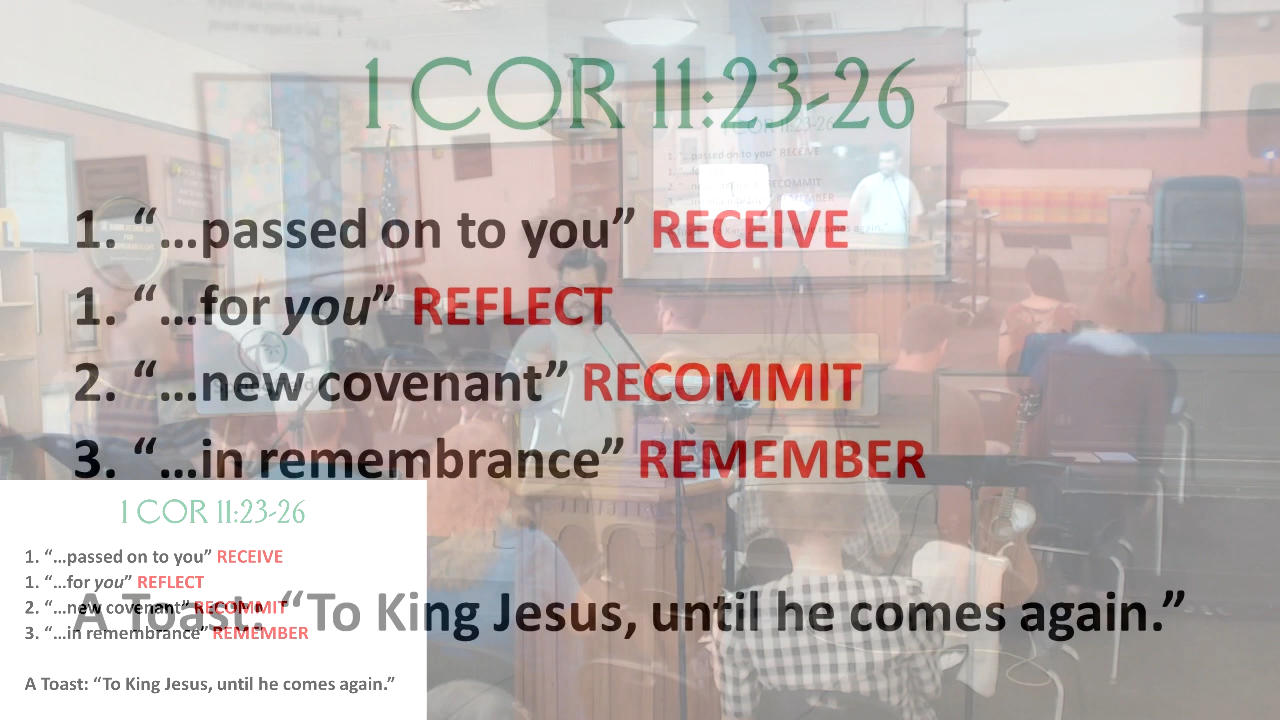 1 COR 11:23-26
1. “...passed on to you” RECEIVE
1. “...for you” REFLECT
2. “...new covenant” RECOMMIT
3. “...in remembrance” REMEMBER
A Toast: “To King Jesus, until he comes again.”
1 COR 11:23-26
1. “...passed on to you” RECEIVE
1. “...for you” REFLECT
2. “...new covenant” RECOMMIT
3. “...in remembrance” REMEMBER
A Toast: “To King Jesus, until he comes again.”